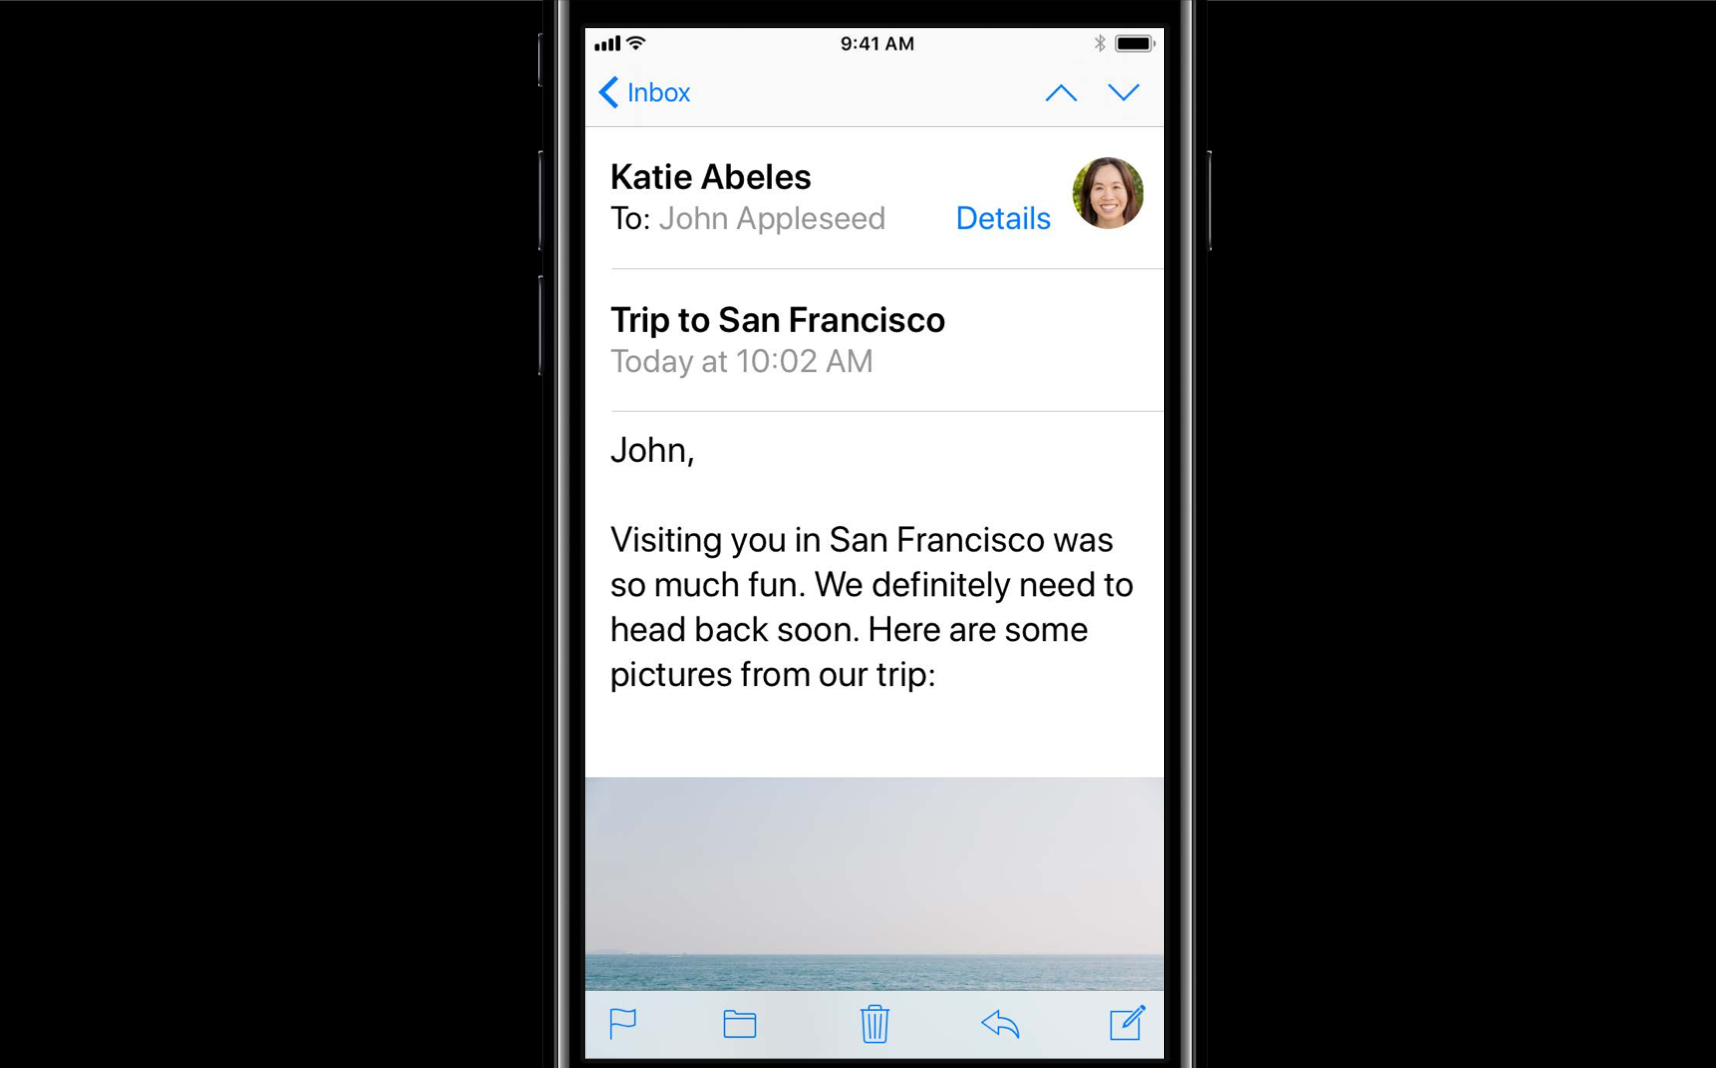 9:41 AM
Inbox
Katie Abeles
To: John Appleseed
Details
Trip to San Francisco
Today at 10:02 AM
John,
Visiting you in San Francisco was
so much fun. We definitely need to
head back soon. Here are some
pictures from our trip: